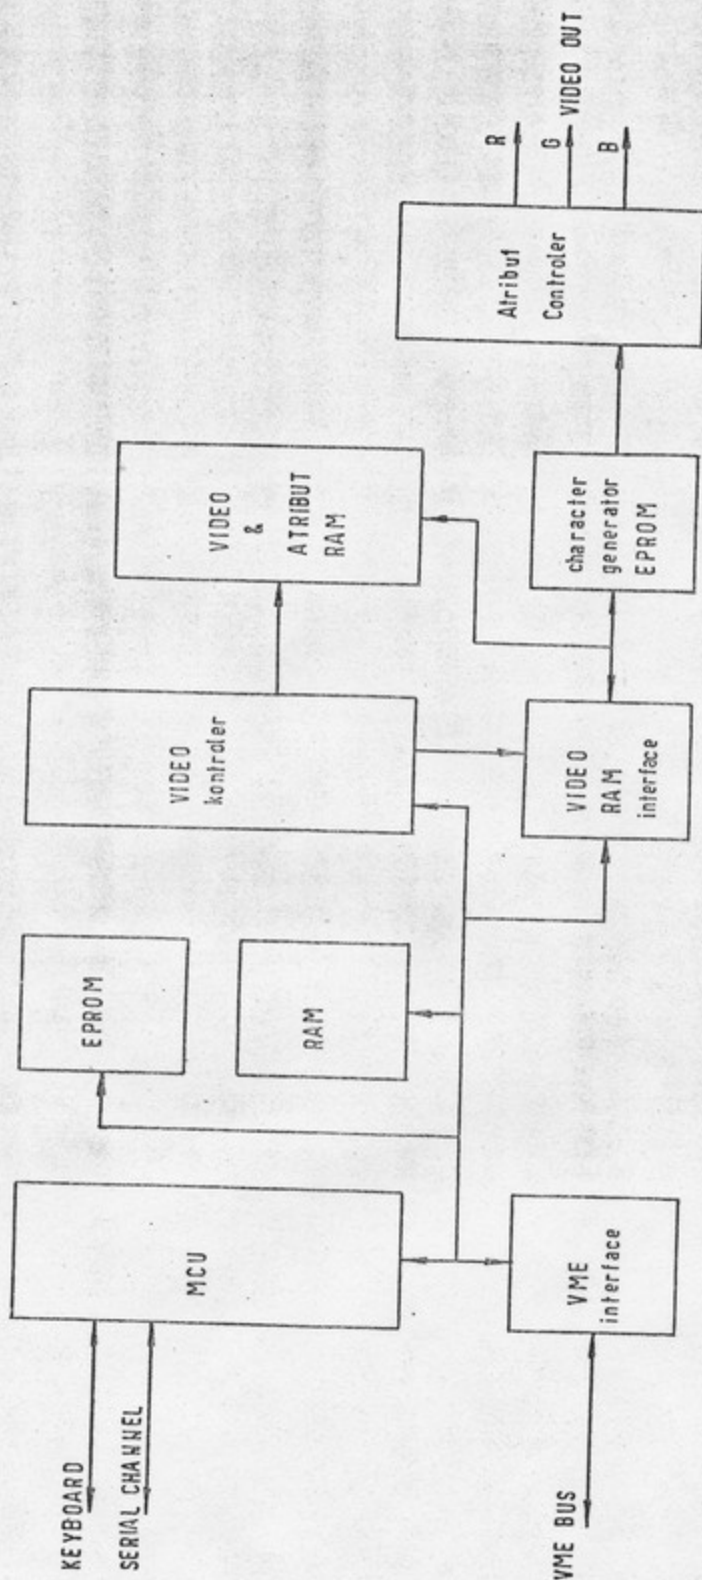 KEYBOARD
SERIAL CHANNEL
MCU
EPROM
RAM
VIDEO
kontroler
VIDEO
&
ATRIBUT
RAM
VME BUS
VME
interface
VIDEO
RAM
interface
character
generator
EPROM
Atribut
Controler
R
G
B
VIDEO OUT